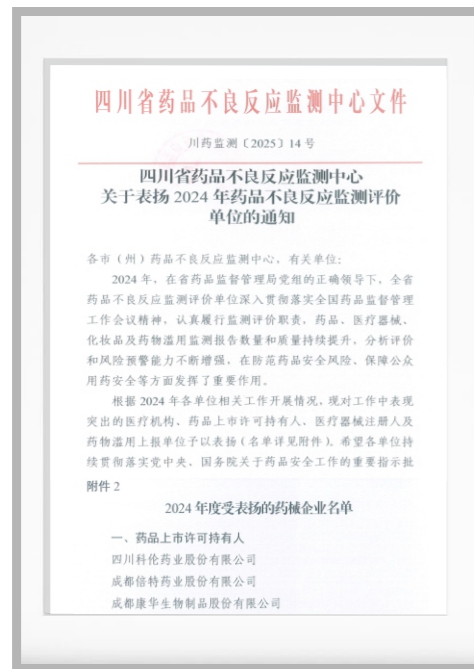 四川省药品不良反应监测中心文件
川药监测〔2025〕14号
四川省药品不良反应监测中心
关于表扬2024年药品不良反应监测评价
单位的通知
各市（州）药品不良反应监测中心，有关单位：
2024年，在省药品监督管理局党组的正确领导下，全省
药品不良反应监测评价单位深入贯彻落实全国药品监督管理
工作会议精神，认真履行监测评价职责，药品、医疗器械、
化妆品及药物滥用监测报告数量和质量持续提升，分析评价
和风险预警能力不断增强，在防范药品安全风险、保障公众
用药安全等方面发挥了重要作用。
根据2024年各单位相关工作开展情况，现对工作中表现
突出的医疗机构、药品上市许可持有人、医疗器械注册人及
药物滥用上报单位予以表扬（名单详见附件）。希望各单位持
续贯彻落实党中央、国务院关于药品安全工作的重要指示批
附件2
2024年度受表扬的药械企业名单
一、药品上市许可持有人
四川科伦药业股份有限公司
成都倍特药业股份有限公司
成都康华生物制品股份有限公司